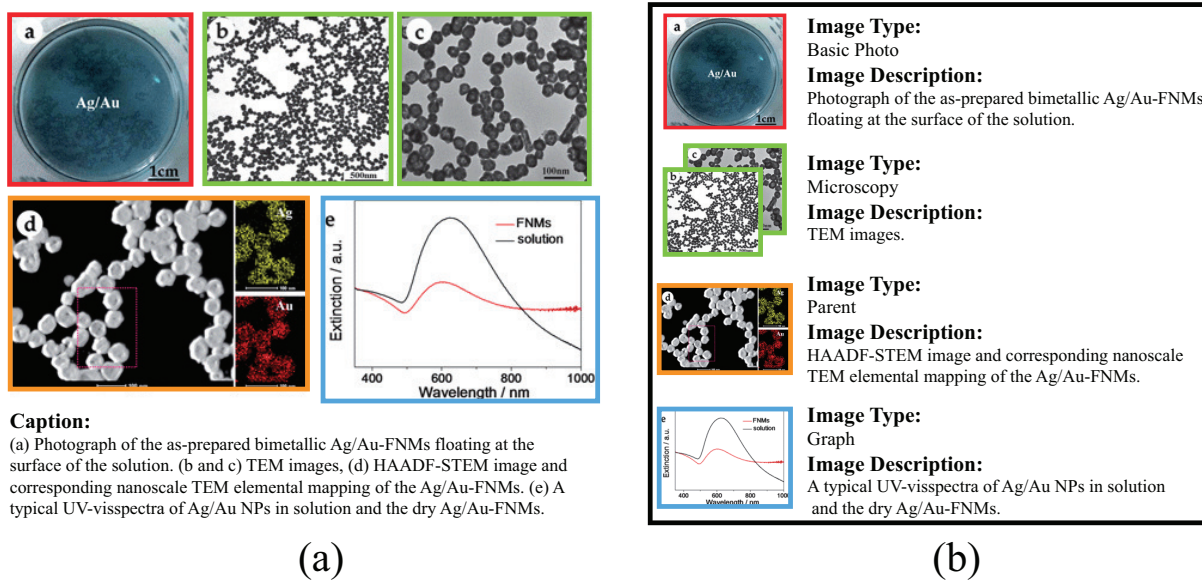 a
Ag/Au
1cm
b
500nm
c
100nm
d
Ag
Au
e
FNMs
solution
Extinction / a.u.
400
600
800
1000
Wavelength / nm
Caption:
(a) Photograph of the as-prepared bimetallic Ag/Au-FNMs floating at the
surface of the solution. (b and c) TEM images, (d) HAADF-STEM image and
corresponding nanoscale TEM elemental mapping of the Ag/Au-FNMs. (e) A
typical UV-visspectra of Ag/Au NPs in solution and the dry Ag/Au-FNMs.
(a)
a
Ag/Au
1cm
Image Type:
Basic Photo
Image Description:
Photograph of the as-prepared bimetallic Ag/Au-FNMs
floating at the surface of the solution.
c
b
Image Type:
Microscopy
Image Description:
TEM images.
d
Au
Image Type:
Parent
Image Description:
HAADF-STEM image and corresponding nanoscale
TEM elemental mapping of the Ag/Au-FNMs.
e
FNMs
solution
Extinction / a.u.
400
600
800
1000
Wavelength / nm
Image Type:
Graph
Image Description:
A typical UV-visspectra of Ag/Au NPs in solution
and the dry Ag/Au-FNMs.
(b)